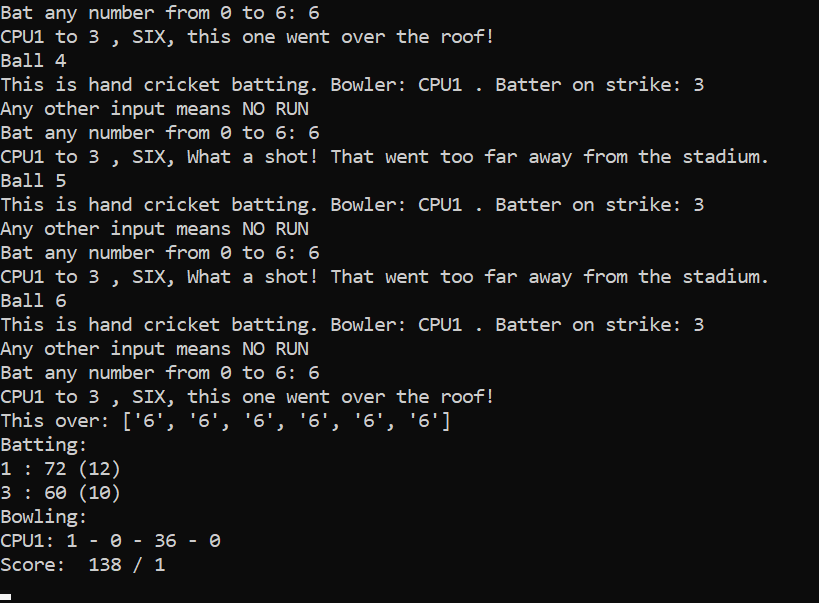 Bat any number from 0 to 6: 6
CPU1 to 3 , SIX, this one went over the roof!
Ball 4
This is hand cricket batting. Bowler: CPU1 . Batter on strike: 3
Any other input means NO RUN
Bat any number from 0 to 6: 6
CPU1 to 3 , SIX, What a shot! That went too far away from the stadium.
Ball 5
This is hand cricket batting. Bowler: CPU1 . Batter on strike: 3
Any other input means NO RUN
Bat any number from 0 to 6: 6
CPU1 to 3 , SIX, What a shot! That went too far away from the stadium.
Ball 6
This is hand cricket batting. Bowler: CPU1 . Batter on strike: 3
Any other input means NO RUN
Bat any number from 0 to 6: 6
CPU1 to 3 , SIX, this one went over the roof!
This over: ['6', '6', '6', '6', '6', '6']
Batting:
1 : 72 (12)
3 : 60 (10)
Bowling:
CPU1: 1 - 0 - 36 - 0
Score:  138 / 1